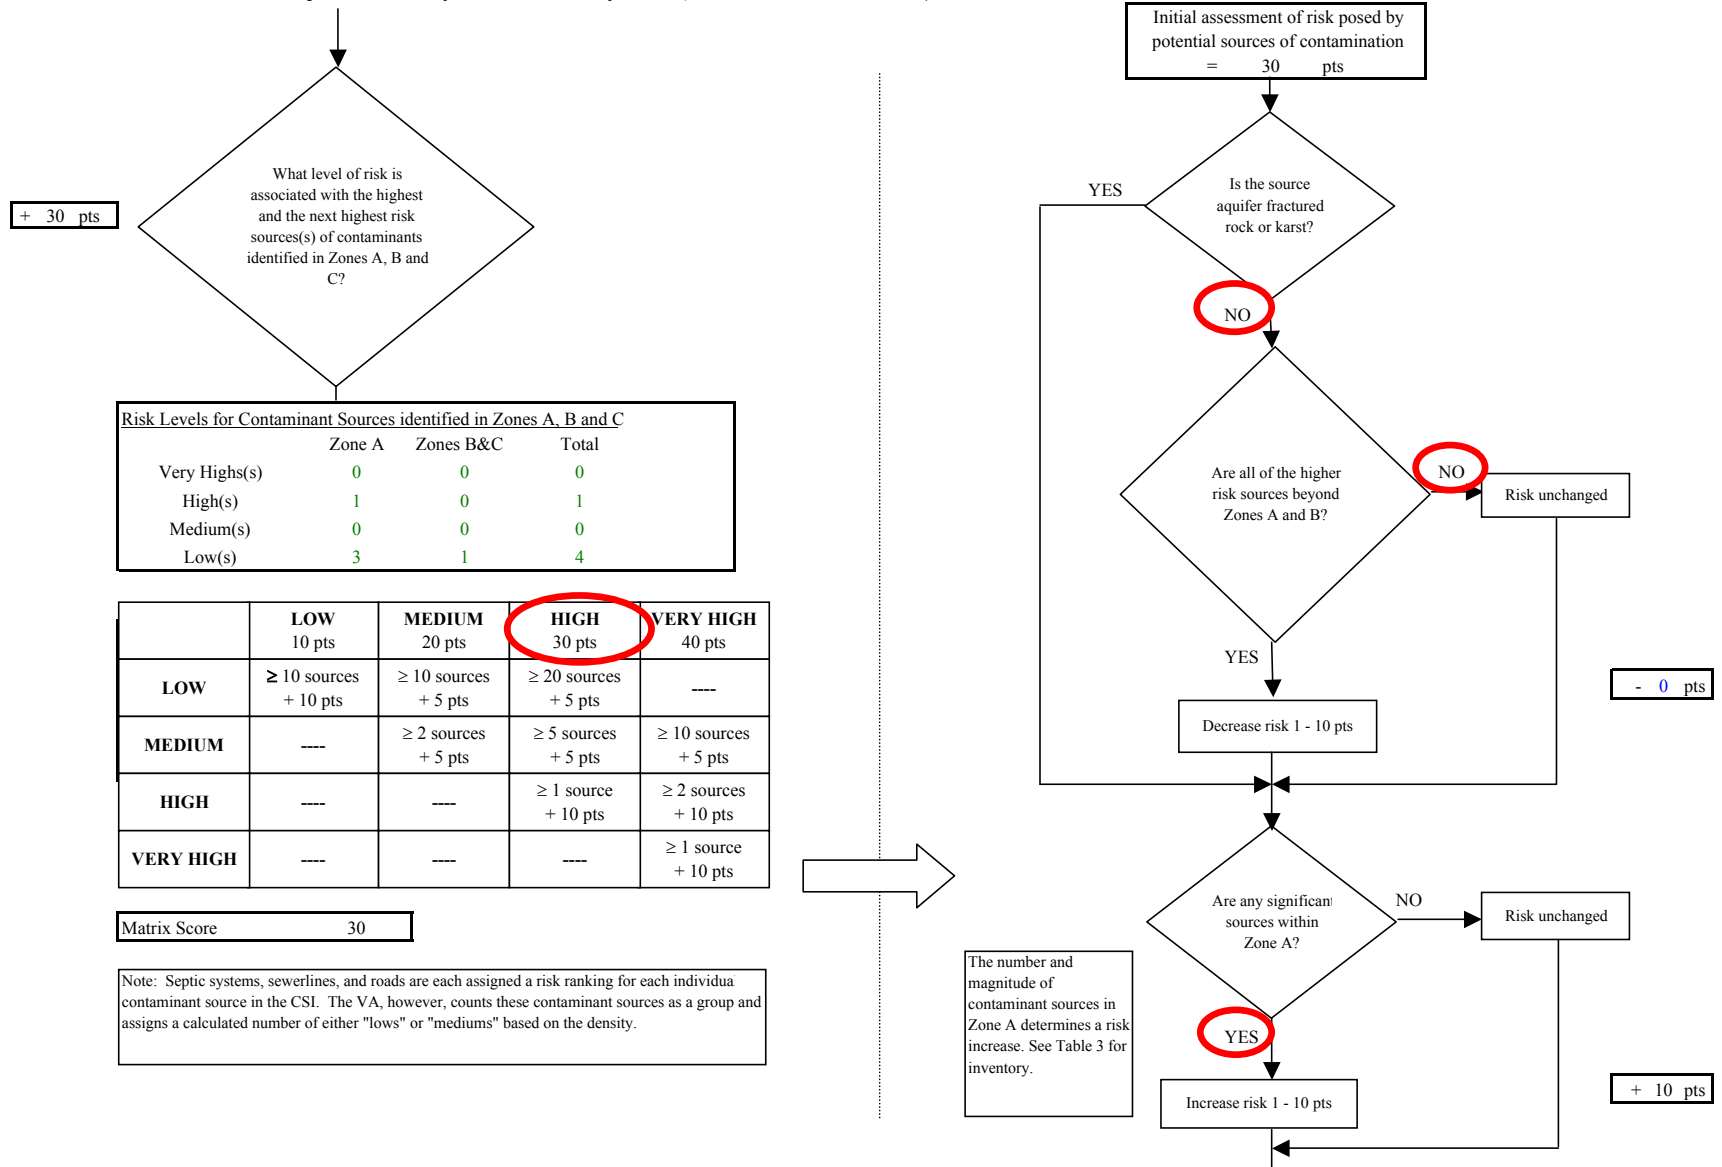 What level of risk is
associated with the highest
and the next highest risk
sources(s) of contaminants
identified in Zones A, B and
C?
+ 30 pts
Risk Levels for Contaminant Sources identified in Zones A, B and C
Zone A Zones B&C Total
Very Highs(s) 0 0 0
High(s) 1 0 1
Medium(s) 0 0 0
Low(s) 3 1 4
LOW MEDIUM HIGH VERY HIGH
10 pts 20 pts 30 pts 40 pts
LOW ≥ 10 sources ≥ 10 sources ≥ 20 sources ----
+ 10 pts + 5 pts + 5 pts
MEDIUM ---- ≥ 2 sources ≥ 5 sources ≥ 10 sources
+ 5 pts + 5 pts + 5 pts
HIGH ---- ---- ≥ 1 source ≥ 2 sources
+ 10 pts + 10 pts
VERY HIGH ---- ---- ---- ≥ 1 source
+ 10 pts
Matrix Score 30
Note: Septic systems, sewerlines, and roads are each assigned a risk ranking for each individua
contaminant source in the CSI. The VA, however, counts these contaminant sources as a group and
assigns a calculated number of either "lows" or "mediums" based on the density.
Initial assessment of risk posed by
potential sources of contamination
= 30 pts
Is the source
aquifer fractured
rock or karst?
YES
NO
Are all of the higher
risk sources beyond
Zones A and B?
NO
Risk unchanged
YES
Decrease risk 1 - 10 pts
- 0 pts
Are any significant
sources within
Zone A?
NO
Risk unchanged
The number and
magnitude of
contaminant sources in
Zone A determines a risk
increase. See Table 3 for
inventory.
YES
Increase risk 1 - 10 pts
+ 10 pts